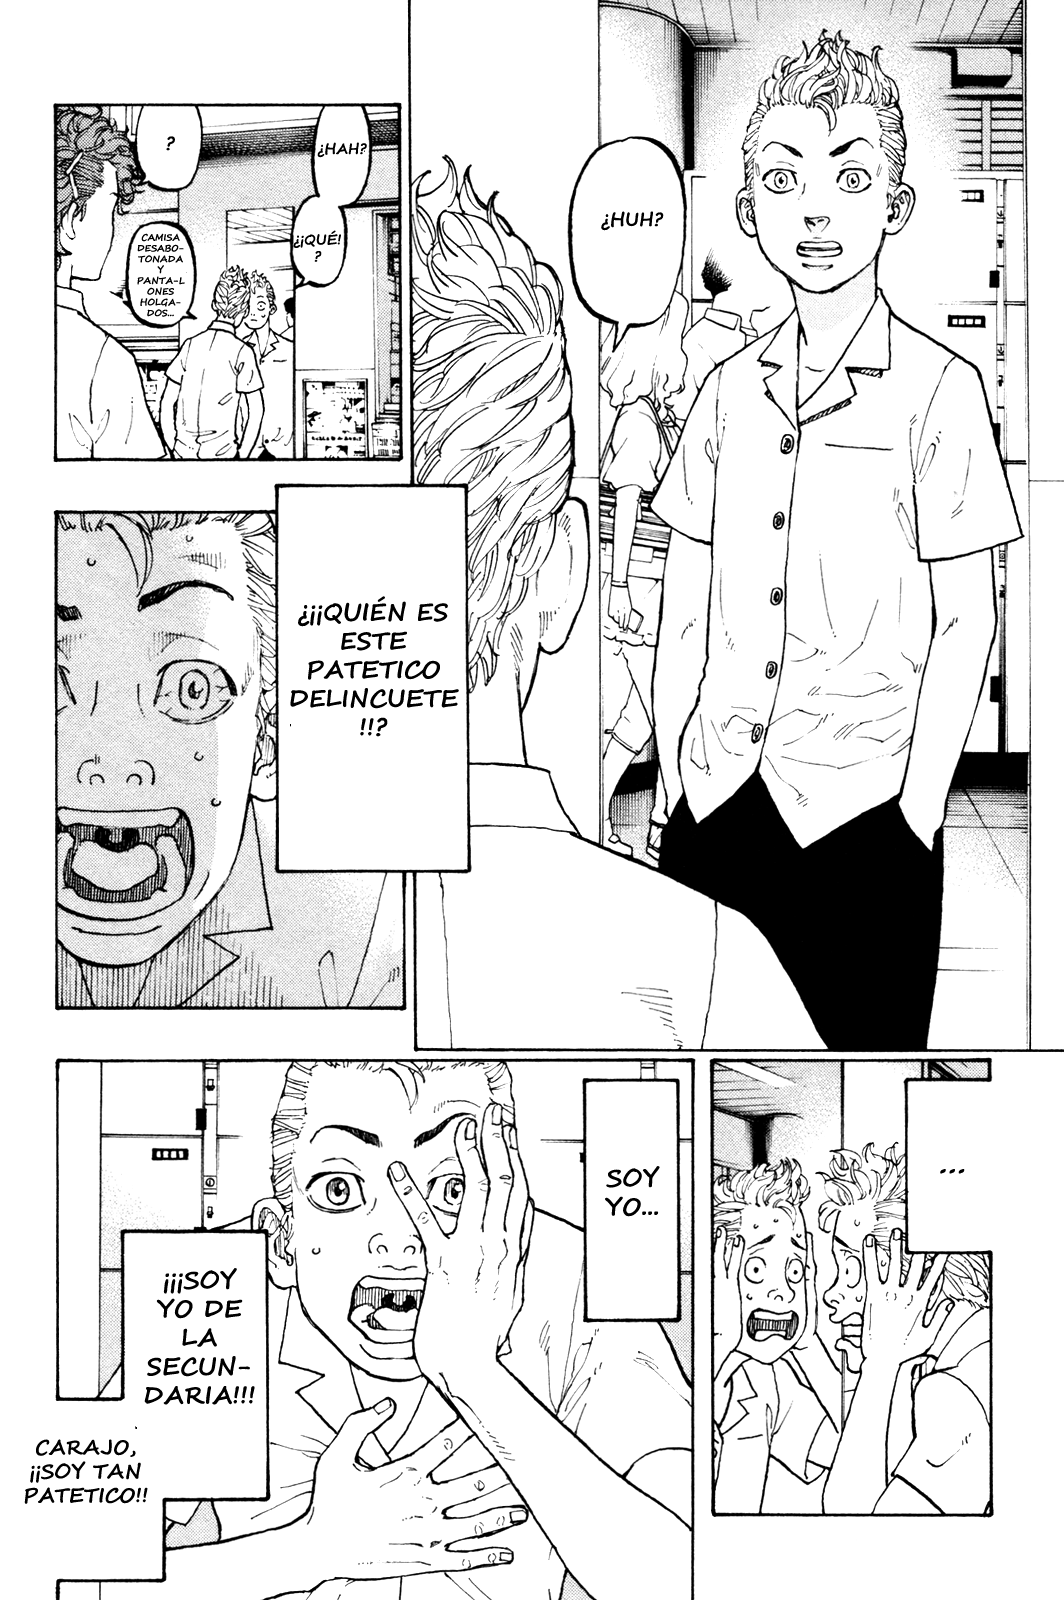 ¿HUH?
¿HAH?
¿¡QUÉ!
?
?
CAMISA
DESABO-
TONADA
Y
PANTA-L
ONES
HOLGA-
DOS...
¿¡¡QUIÉN ES
ESTE
PATETICO
DELINCUETE
!!?
...
SOY
YO...
¡¡¡SOY
YO DE
LA
SECUN-
DARIA!!!
CARAJO,
¡¡SOY TAN
PATETICO!!